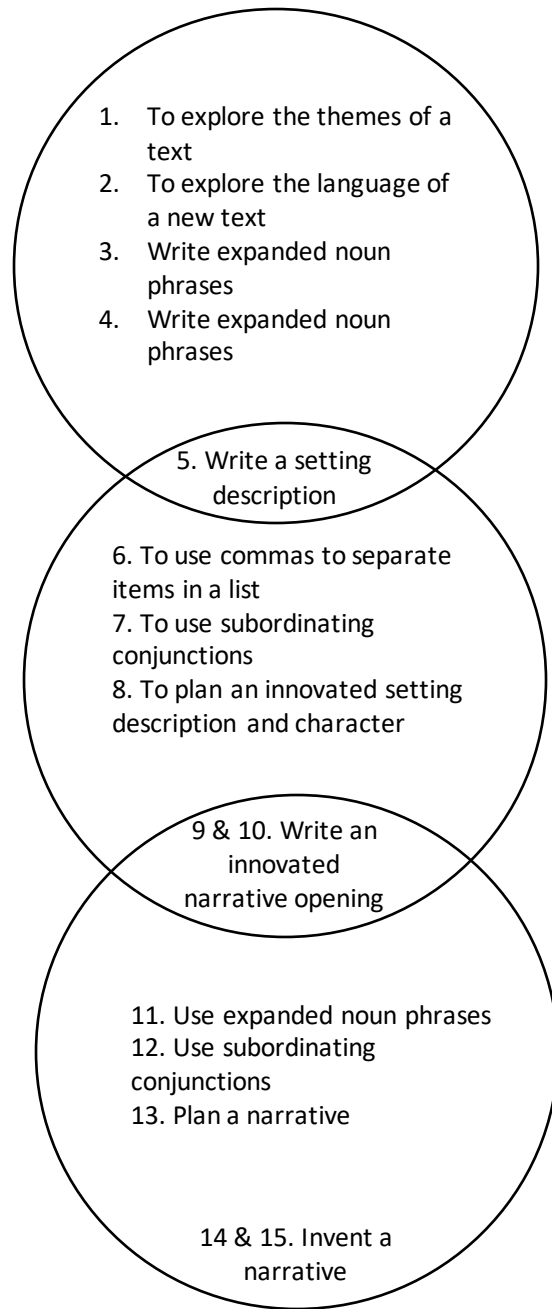 1. To explore the themes of a
text
2. To explore the language of
a new text
3. Write expanded noun
phrases
4. Write expanded noun
phrases
5. Write a setting
description
6. To use commas to separate
items in a list
7. To use subordinating
conjunctions
8. To plan an innovated setting
description and character
9 & 10. Write an
innovated
narrative opening
11. Use expanded noun phrases
12. Use subordinating
conjunctions
13. Plan a narrative
14 & 15. Invent a
narrative